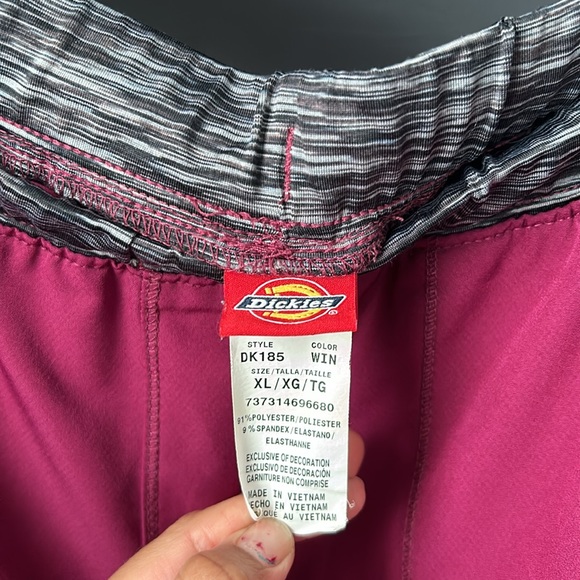 Dickies®
STYLE COLOR
DK185 WIN
SIZE/TALLA/TAILLE
XL/XG/TG
737314696680
91%POLYESTER/POLIESTER
9%SPANDEX/ELASTANO/
ELASTHANNE
EXCLUSIVE OF DECORATION
EXCLUSIVO DE DECORACIÓN
GARNITURE NON COMPRISE
MADE IN VIETNAM
ECHO EN VIETNAM
QUE AU VIETNAM